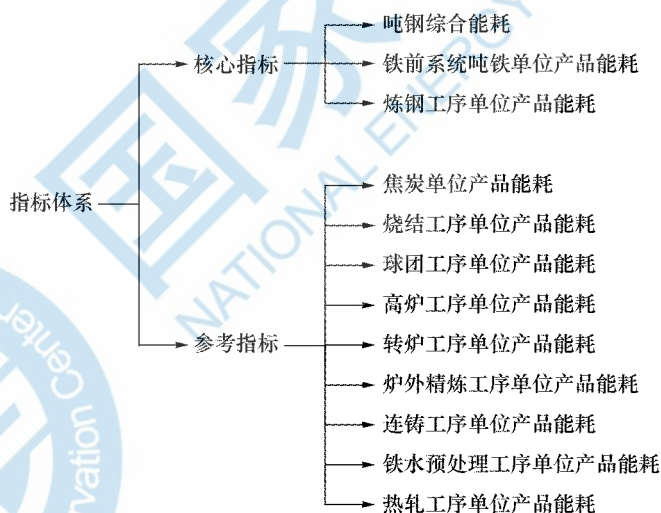 吨钢综合能耗
核心指标
铁前系统吨铁单位产品能耗
炼钢工序单位产品能耗
指标体系
焦炭单位产品能耗
烧结工序单位产品能耗
球团工序单位产品能耗
高炉工序单位产品能耗
参考指标
转炉工序单位产品能耗
炉外精炼工序单位产品能耗
连铸工序单位产品能耗
铁水预处理工序单位产品能耗
热轧工序单位产品能耗
国家
NATIONAL ENERGY
vation Center